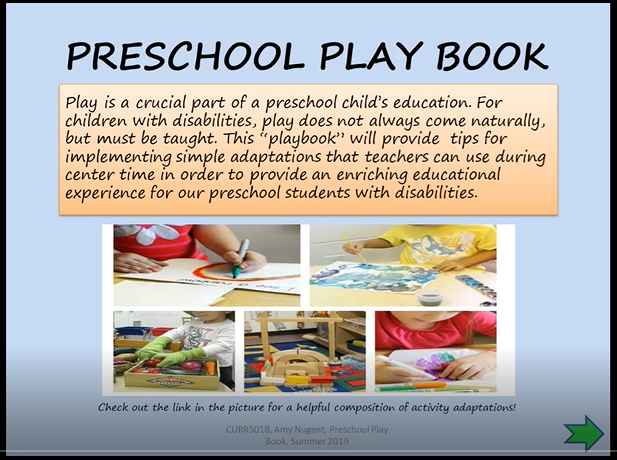 PRESCHOOL PLAY BOOK
Play is a crucial part of a preschool child's education. For
children with disabilities, play does not always come naturally,
but must be taught. This "playbook" will provide  tips for
implementing simple adaptations that teachers can use during
center time in order to provide an enriching educational
experience for our preschool students with disabilities.
Check out the link in the picture for a helpful composition of activity adaptations!
CURR5018, Amy Nugent, Preschool Play
Book, Summer 2019